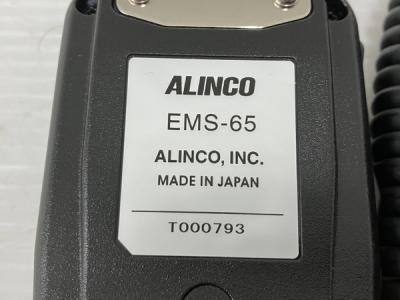 ALINCO
EMS-65
ALINCO, INC.
MADE IN JAPAN
T000793